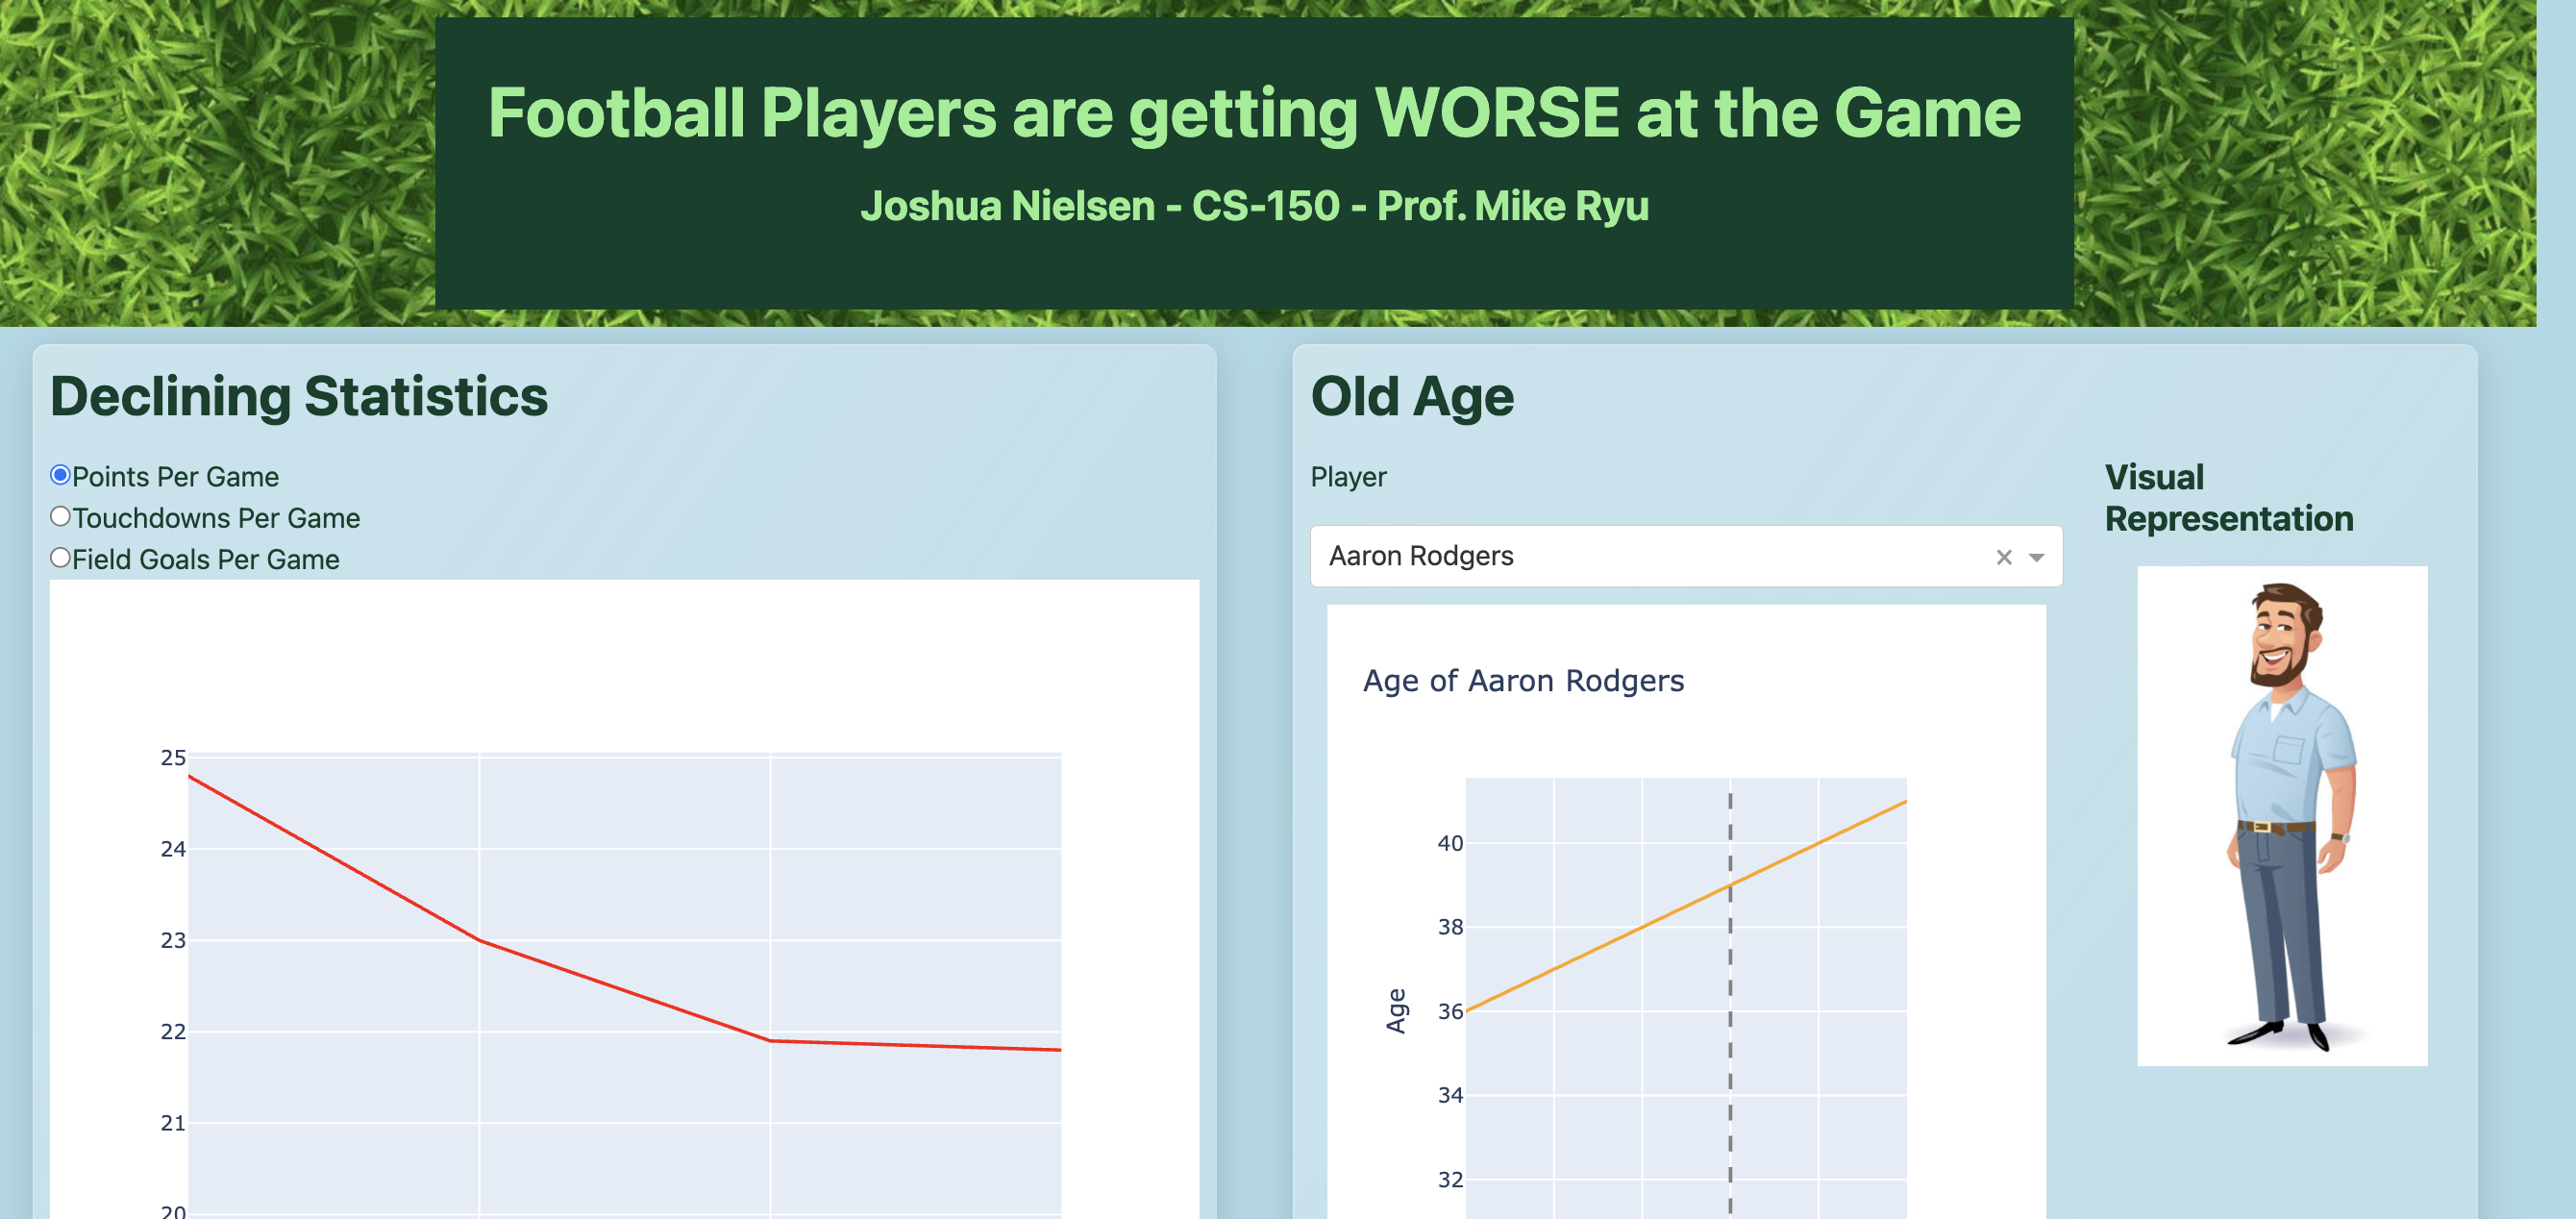 Football Players are getting WORSE at the Game
Joshua Nielsen - CS-150 - Prof. Mike Ryu
Declining Statistics
Points Per Game
Touchdowns Per Game
Field Goals Per Game
25
24
23
22
21
20
Old Age
Player
Aaron Rodgers
Age of Aaron Rodgers
Age
40
38
36
34
32
Visual
Representation